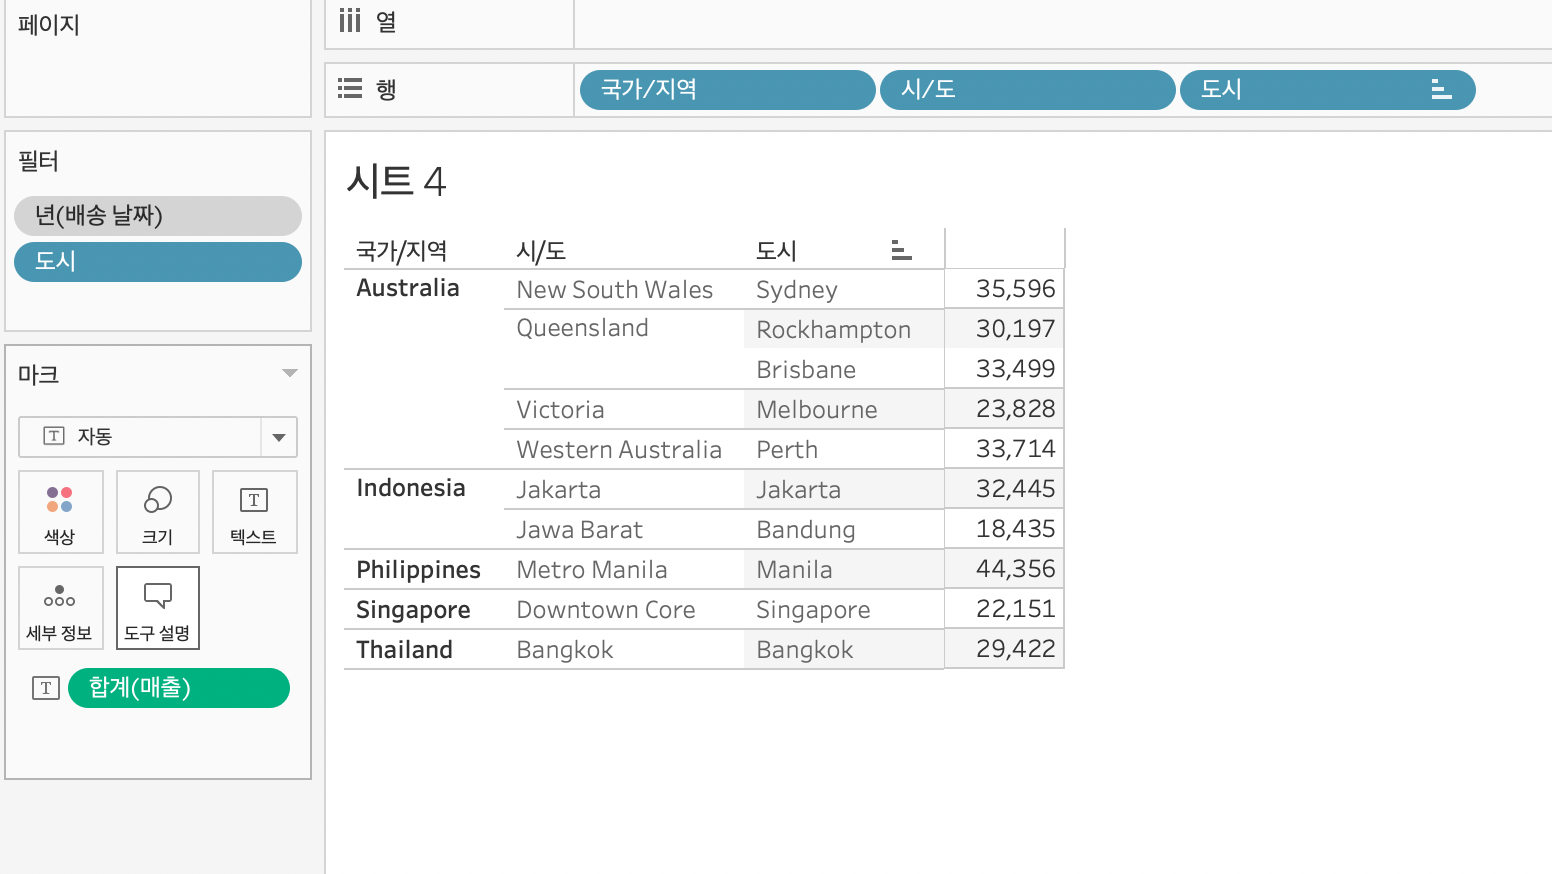 페이지
열
행 국가/지역 시/도 도시
필터
년(배송 날짜)
도시
마크
T 자동
색상 크기 T 텍스트
세부 정보 도구 설명
T 합계(매출)
시트 4
국가/지역 시/도 도시
Australia New South Wales Sydney 35,596
Queensland Rockhampton 30,197
Brisbane 33,499
Victoria Melbourne 23,828
Western Australia Perth 33,714
Indonesia Jakarta Jakarta 32,445
Jawa Barat Bandung 18,435
Philippines Metro Manila Manila 44,356
Singapore Downtown Core Singapore 22,151
Thailand Bangkok Bangkok 29,422